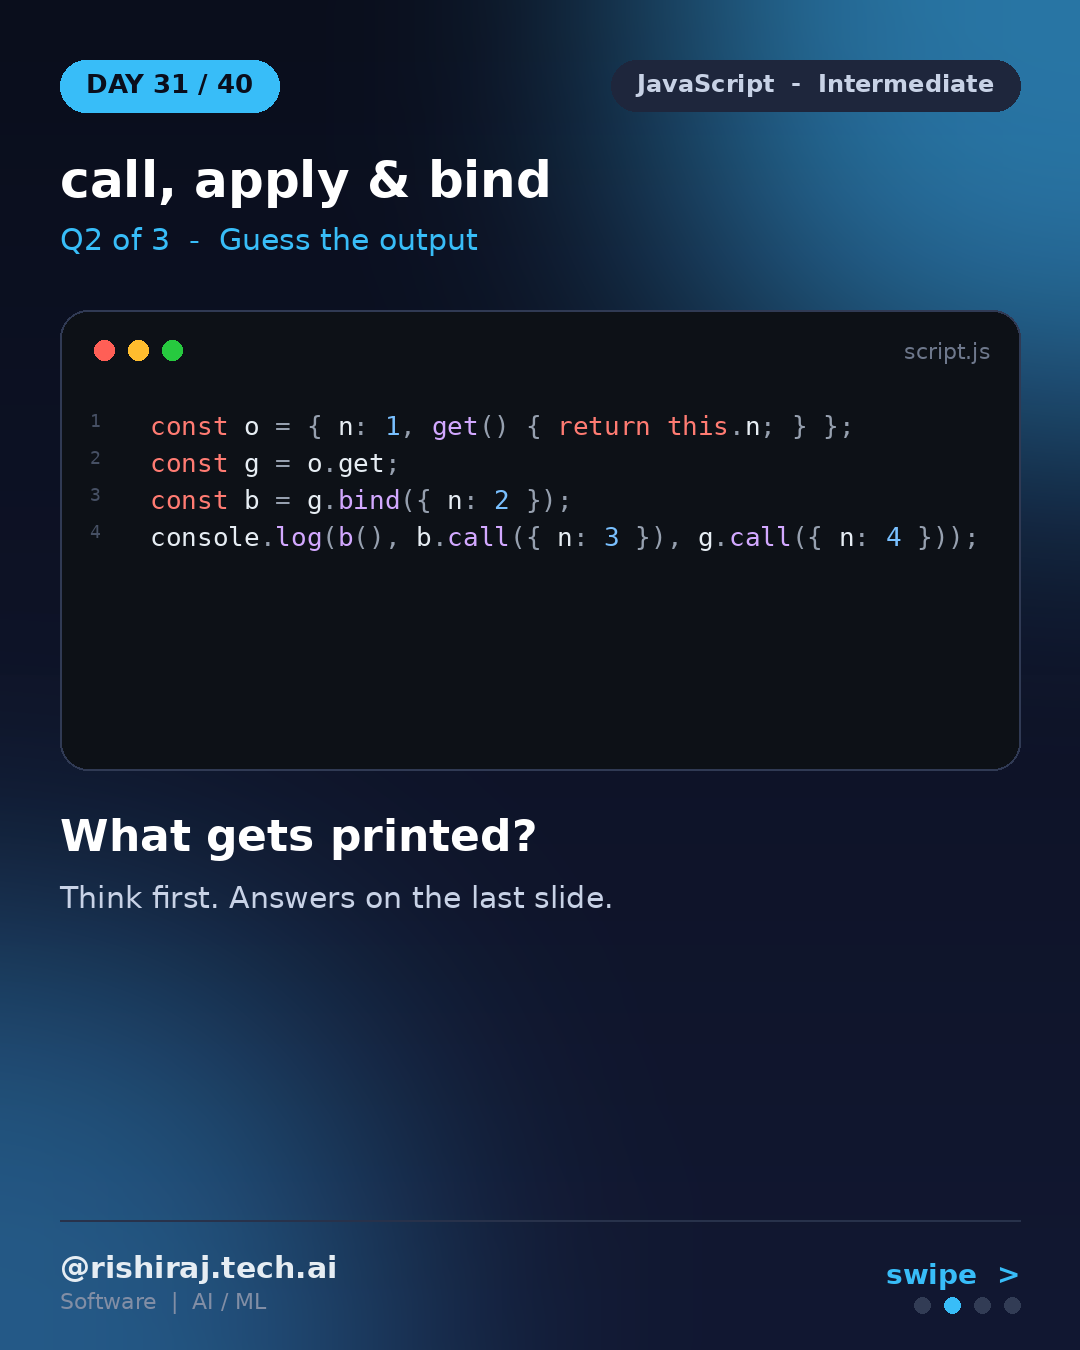 DAY 31 / 40
JavaScript - Intermediate
call, apply & bind
Q2 of 3 - Guess the output
script.js
1 const o = { n: 1, get() { return this.n; } };
2 const g = o.get;
3 const b = g.bind({ n: 2 });
4 console.log(b(), b.call({ n: 3 }), g.call({ n: 4 }));
What gets printed?
Think first. Answers on the last slide.
@rishiraj.tech.ai
Software | AI / ML
swipe >